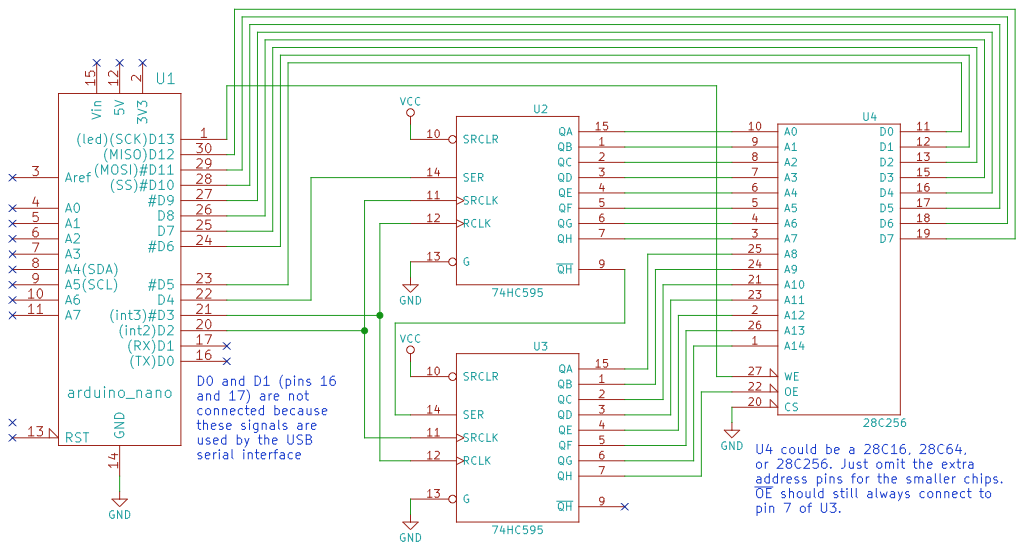 U1
15 Vin
12 5V
2 3V3
(led)(SCK)D13 1
(MISO)D12 30
(MOSI)#D11 29
(SS)#D10 28
#D9 27
D8 26
D7 25
#D6 24
#D5 23
D4 22
(int3)#D3 21
(int2)D2 20
(RX)D1 17
(TX)D0 16
3 Aref
4 A0
5 A1
6 A2
7 A3
8 A4(SDA)
9 A5(SCL)
10 A6
11 A7
arduino_nano
13 RST
GND
14
GND
D0 and D1 (pins 16
and 17) are not
connected because
these signals are
used by the USB
serial interface
VCC
U2
10 SRCLR
14 SER
11 SRCLK
12 RCLK
13 G
GND
QA 15
QB 1
QC 2
QD 3
QE 4
QF 5
QG 6
QH 7
QH 9
74HC595
VCC
U3
10 SRCLR
14 SER
11 SRCLK
12 RCLK
13 G
GND
QA 15
QB 1
QC 2
QD 3
QE 4
QF 5
QG 6
QH 7
QH 9
74HC595
U4
10 A0
9 A1
8 A2
7 A3
6 A4
5 A5
4 A6
3 A7
25 A8
24 A9
21 A10
23 A11
2 A12
26 A13
1 A14
27 WE
22 OE
20 CS
D0 11
D1 12
D2 13
D3 15
D4 16
D5 17
D6 18
D7 19
GND
28C256
U4 could be a 28C16, 28C64,
or 28C256. Just omit the extra
address pins for the smaller chips.
OE should still always connect to
pin 7 of U3.